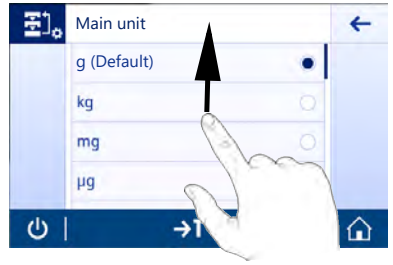 Main unit
g (Default)
kg
mg
µg
→T